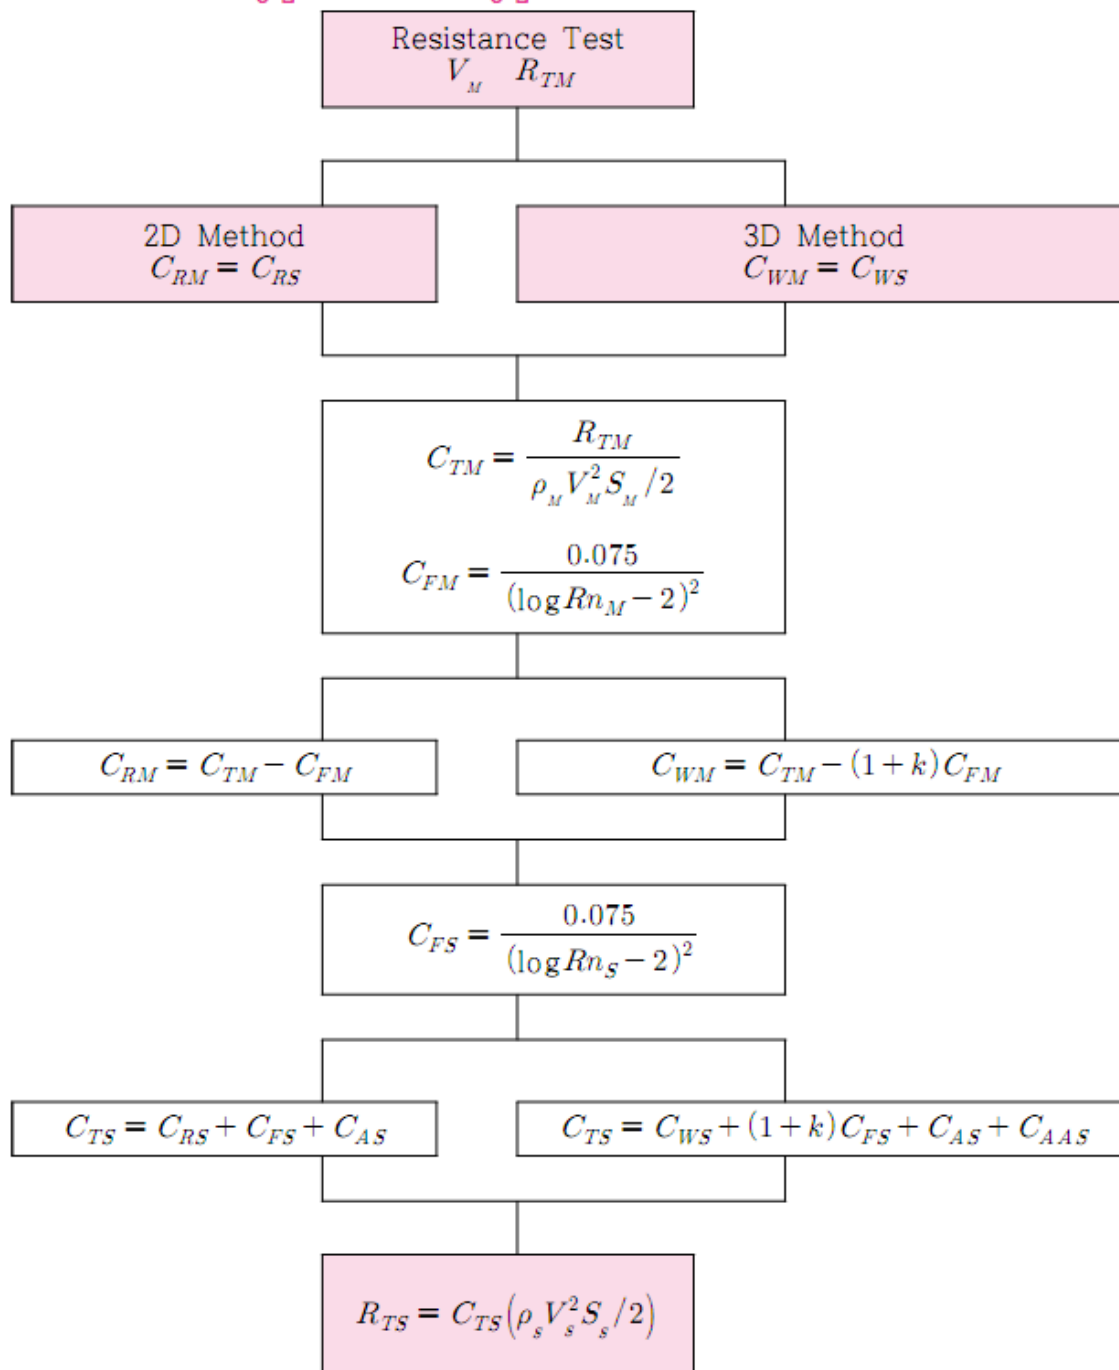 Resistance Test
V_M R_TM
2D Method
C_RM = C_RS
3D Method
C_WM = C_WS
C_TM = R_TM / (ρ_M V_M^2 S_M /2)
C_FM = 0.075 / (log Rn_M − 2)^2
C_RM = C_TM − C_FM
C_WM = C_TM − (1 + k) C_FM
C_FS = 0.075 / (log Rn_S − 2)^2
C_TS = C_RS + C_FS + C_AS
C_TS = C_WS + (1 + k) C_FS + C_AS + C_AAS
R_TS = C_TS (ρ_s V_s^2 S_s /2)